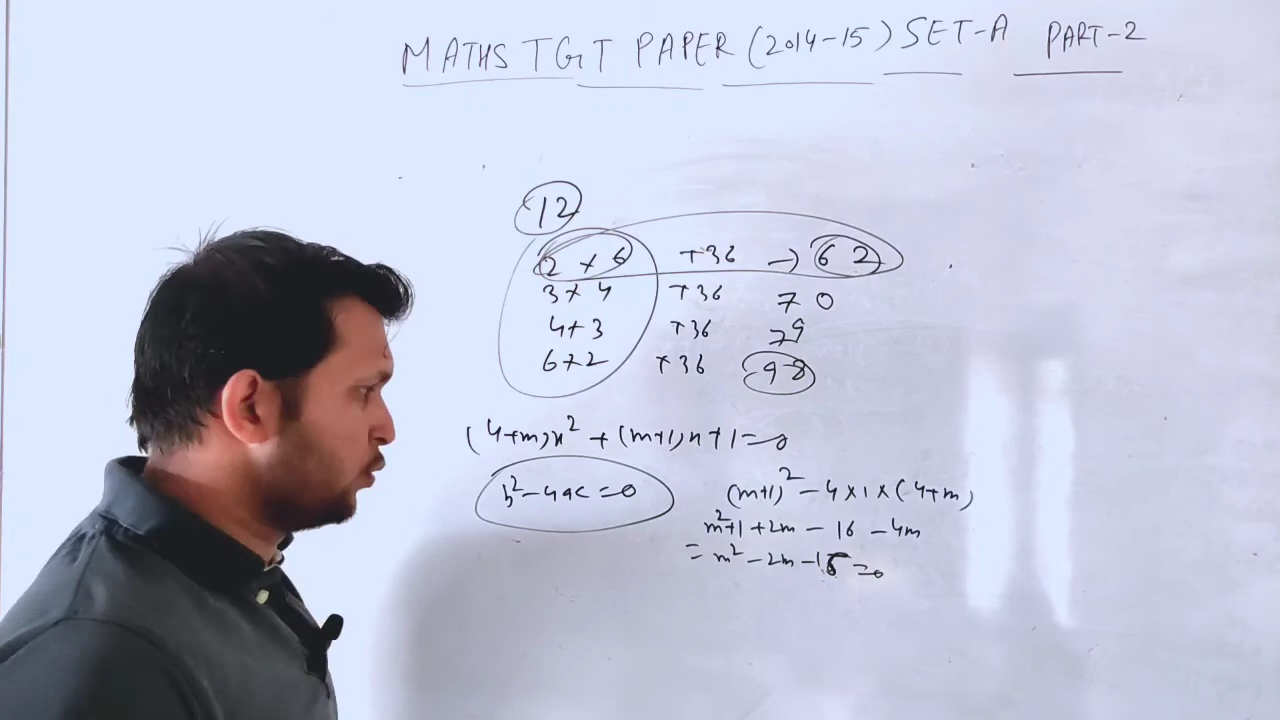 MATHS TGT PAPER (2014-15) SET-A PART-2
12
2 × 6 +36 → 62
3 × 4 +36 70
4 × 3 +36 79
6 × 2 +36 98
(4+m)x² + (m+1)x + 1 = 0
b² - 4ac = 0
(m+1)² - 4 × 1 × (4+m)
m² + 1 + 2m - 16 - 4m
= m² - 2m - 15 = 0